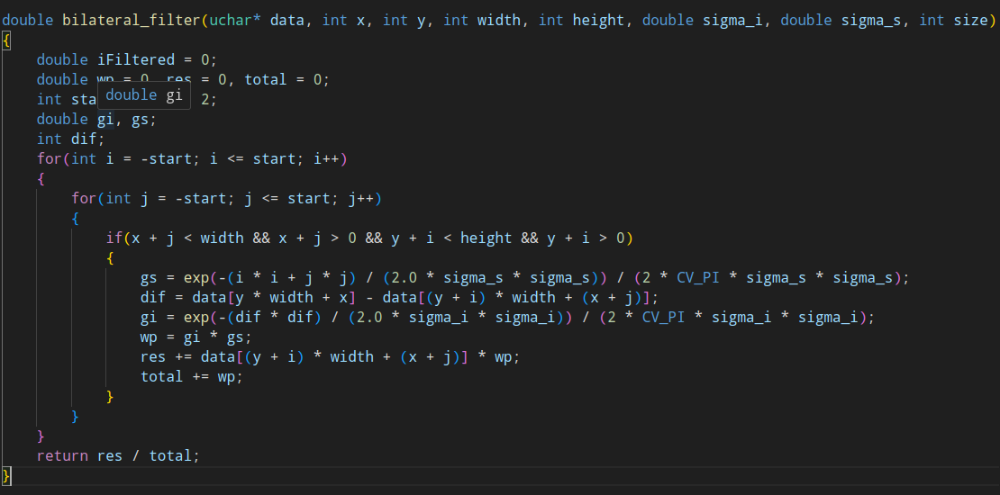 double bilateral_filter(uchar* data, int x, int y, int width, int height, double sigma_i, double sigma_s, int size)
{
    double iFiltered = 0;
    double wp = 0, res = 0, total = 0;
    double gi
    int sta 2;
    double gi, gs;
    int dif;
    for(int i = -start; i <= start; i++)
    {
        for(int j = -start; j <= start; j++)
        {
            if(x + j < width && x + j > 0 && y + i < height && y + i > 0)
            {
                gs = exp(-(i * i + j * j) / (2.0 * sigma_s * sigma_s)) / (2 * CV_PI * sigma_s * sigma_s);
                dif = data[y * width + x] - data[(y + i) * width + (x + j)];
                gi = exp(-(dif * dif) / (2.0 * sigma_i * sigma_i)) / (2 * CV_PI * sigma_i * sigma_i);
                wp = gi * gs;
                res += data[(y + i) * width + (x + j)] * wp;
                total += wp;
            }
        }
    }
    return res / total;
}